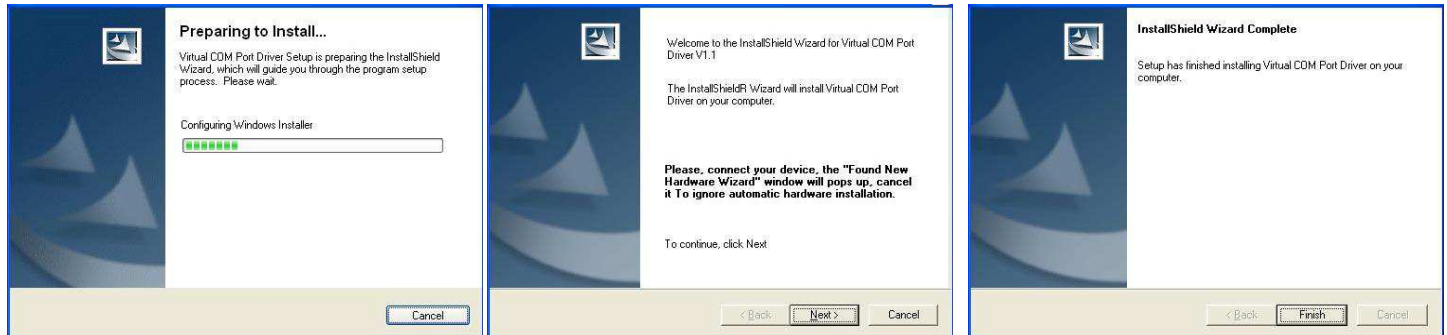 Preparing to Install...
Virtual COM Port Driver Setup is preparing the InstallShield
Wizard, which will guide you through the program setup
process. Please wait.
Configuring Windows Installer
Cancel
Welcome to the InstallShield Wizard for Virtual COM Port
Driver V1.1
The InstallShieldR Wizard will install Virtual COM Port
Driver on your computer.
Please, connect your device, the "Found New
Hardware Wizard" window will pops up, cancel
it To ignore automatic hardware installation.
To continue, click Next
< Back Next > Cancel
InstallShield Wizard Complete
Setup has finished installing Virtual COM Port Driver on your
computer.
< Back Finish Cancel